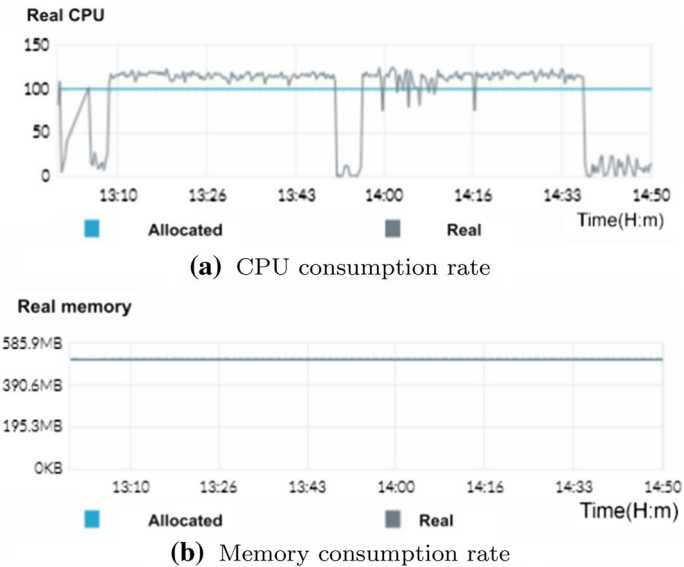 Real CPU
150
100
50
0
13:10 13:26 13:43 14:00 14:16 14:33 14:50
Time(H:m)
Allocated Real
(a) CPU consumption rate
Real memory
585.9MB
390.6MB
195.3MB
0KB
13:10 13:26 13:43 14:00 14:16 14:33 14:50
Time(H:m)
Allocated Real
(b) Memory consumption rate